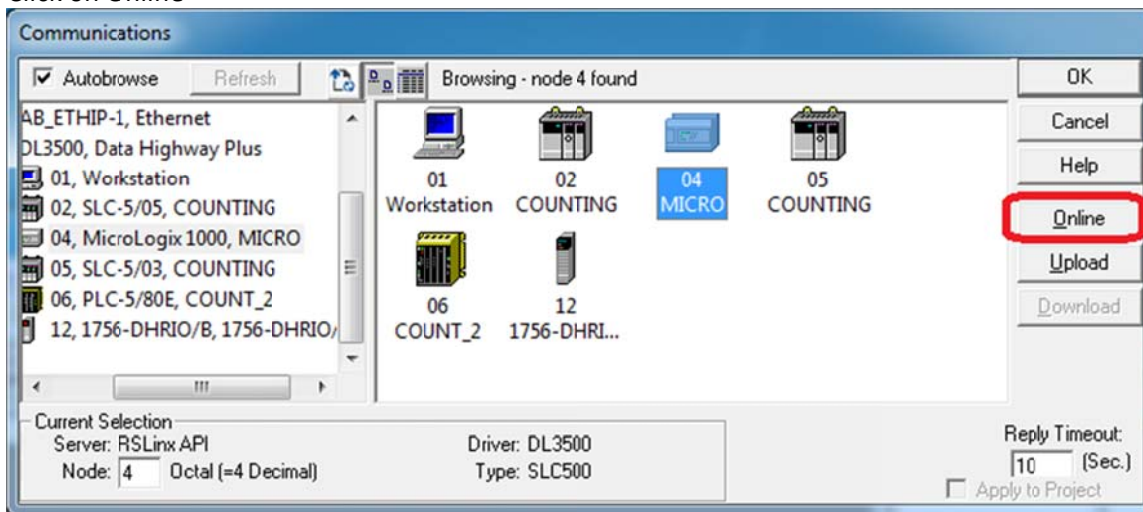 Click on Online
Communications
Autobrowse Refresh Browsing - node 4 found OK
AB_ETHIP-1, Ethernet
DL3500, Data Highway Plus
01, Workstation
02, SLC-5/05, COUNTING
04, MicroLogix 1000, MICRO
05, SLC-5/03, COUNTING
06, PLC-5/80E, COUNT_2
12, 1756-DHRIO/B, 1756-DHRIO/
01
Workstation
02
COUNTING
04
MICRO
05
COUNTING
06
COUNT_2
12
1756-DHRI...
Cancel
Help
Online
Upload
Download
Current Selection
Server: RSLinx API Driver: DL3500
Node: 4 Octal (=4 Decimal) Type: SLC500
Reply Timeout:
10 (Sec.)
Apply to Project